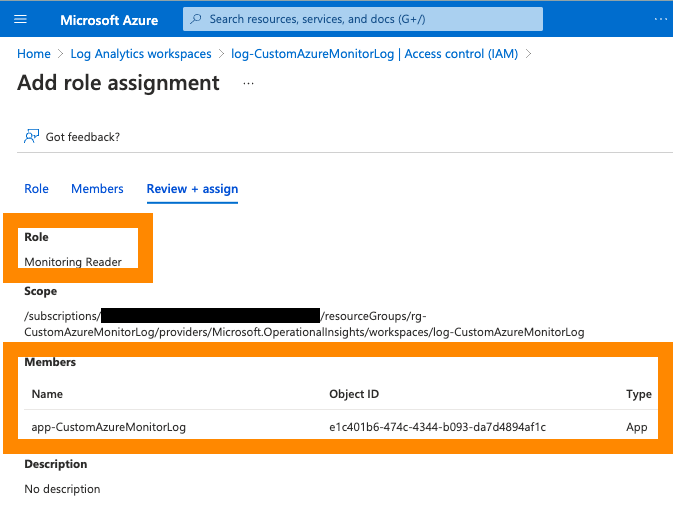 Microsoft Azure
Search resources, services, and docs (G+/)
...
Home > Log Analytics workspaces > log-CustomAzureMonitorLog | Access control (IAM) >
Add role assignment ...
Got feedback?
Role Members Review + assign
Role
Monitoring Reader
Scope
/subscriptions/ /resourceGroups/rg-
CustomAzureMonitorLog/providers/Microsoft.OperationalInsights/workspaces/log-CustomAzureMonitorLog
Members
Name Object ID Type
app-CustomAzureMonitorLog e1c401b6-474c-4344-b093-da7d4894af1c App
Description
No description